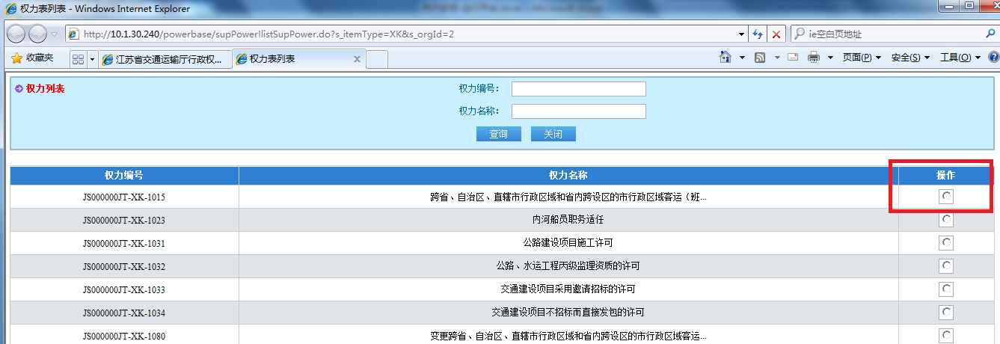 权力表列表 - Windows Internet Explorer
http://10.1.30.240/powerbase/supPower!listSupPower.do?s_itemType=XK&s_orgId=2
ie空白页地址
收藏夹
江苏省交通运输厅行政权...
权力表列表
页面(P)
安全(S)
工具(O)
权力列表
权力编号：
权力名称：
查询
关闭
权力编号 权力名称 操作
JS000000JT-XK-1015 跨省、自治区、直辖市行政区域和省内跨设区的市行政区域客运（班...
JS000000JT-XK-1023 内河船员职务适任
JS000000JT-XK-1031 公路建设项目施工许可
JS000000JT-XK-1032 公路、水运工程丙级监理资质的许可
JS000000JT-XK-1033 交通建设项目采用邀请招标的许可
JS000000JT-XK-1034 交通建设项目不招标而直接发包的许可
JS000000JT-XK-1080 变更跨省、自治区、直辖市行政区域和省内跨设区的市行政区域客运...